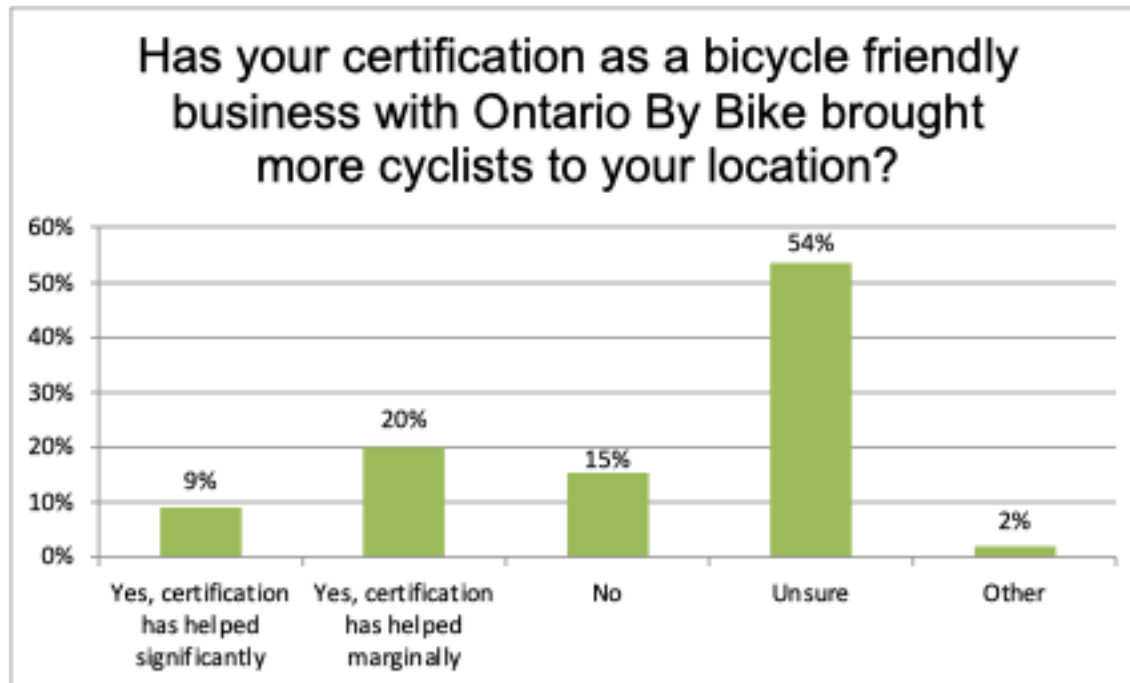 Has your certification as a bicycle friendly
business with Ontario By Bike brought
more cyclists to your location?
60%
50%
40%
30%
20%
10%
0%
9%
20%
15%
54%
2%
Yes, certification
has helped
significantly
Yes, certification
has helped
marginally
No
Unsure
Other